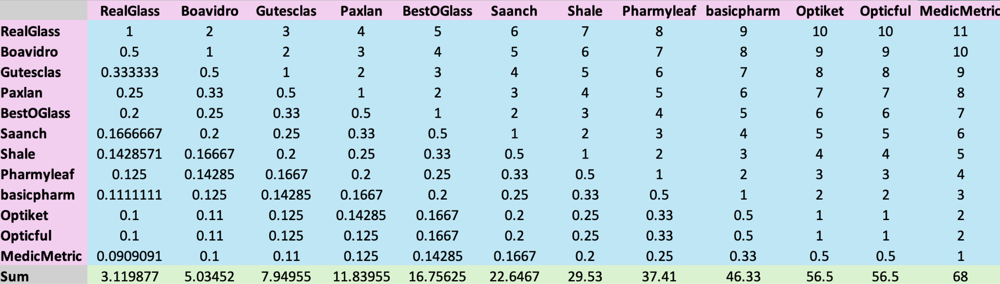 RealGlass Boavidro Gutesclas Paxlan BestOGlass Saanch Shale Pharmyleaf basicpharm Optiket Opticful MedicMetric
RealGlass 1 2 3 4 5 6 7 8 9 10 10 11
Boavidro 0.5 1 2 3 4 5 6 7 8 9 9 10
Gutesclas 0.333333 0.5 1 2 3 4 5 6 7 8 8 9
Paxlan 0.25 0.33 0.5 1 2 3 4 5 6 7 7 8
BestOGlass 0.2 0.25 0.33 0.5 1 2 3 4 5 6 6 7
Saanch 0.1666667 0.2 0.25 0.33 0.5 1 2 3 4 5 5 6
Shale 0.1428571 0.16667 0.2 0.25 0.33 0.5 1 2 3 4 4 5
Pharmyleaf 0.125 0.14285 0.1667 0.2 0.25 0.33 0.5 1 2 3 3 4
basicpharm 0.1111111 0.125 0.14285 0.1667 0.2 0.25 0.33 0.5 1 2 2 3
Optiket 0.1 0.11 0.125 0.14285 0.1667 0.2 0.25 0.33 0.5 1 1 2
Opticful 0.1 0.11 0.125 0.125 0.1667 0.2 0.25 0.33 0.5 1 1 2
MedicMetric 0.0909091 0.1 0.11 0.125 0.14285 0.1667 0.2 0.25 0.33 0.5 0.5 1
Sum 3.119877 5.03452 7.94955 11.83955 16.75625 22.6467 29.53 37.41 46.33 56.5 56.5 68